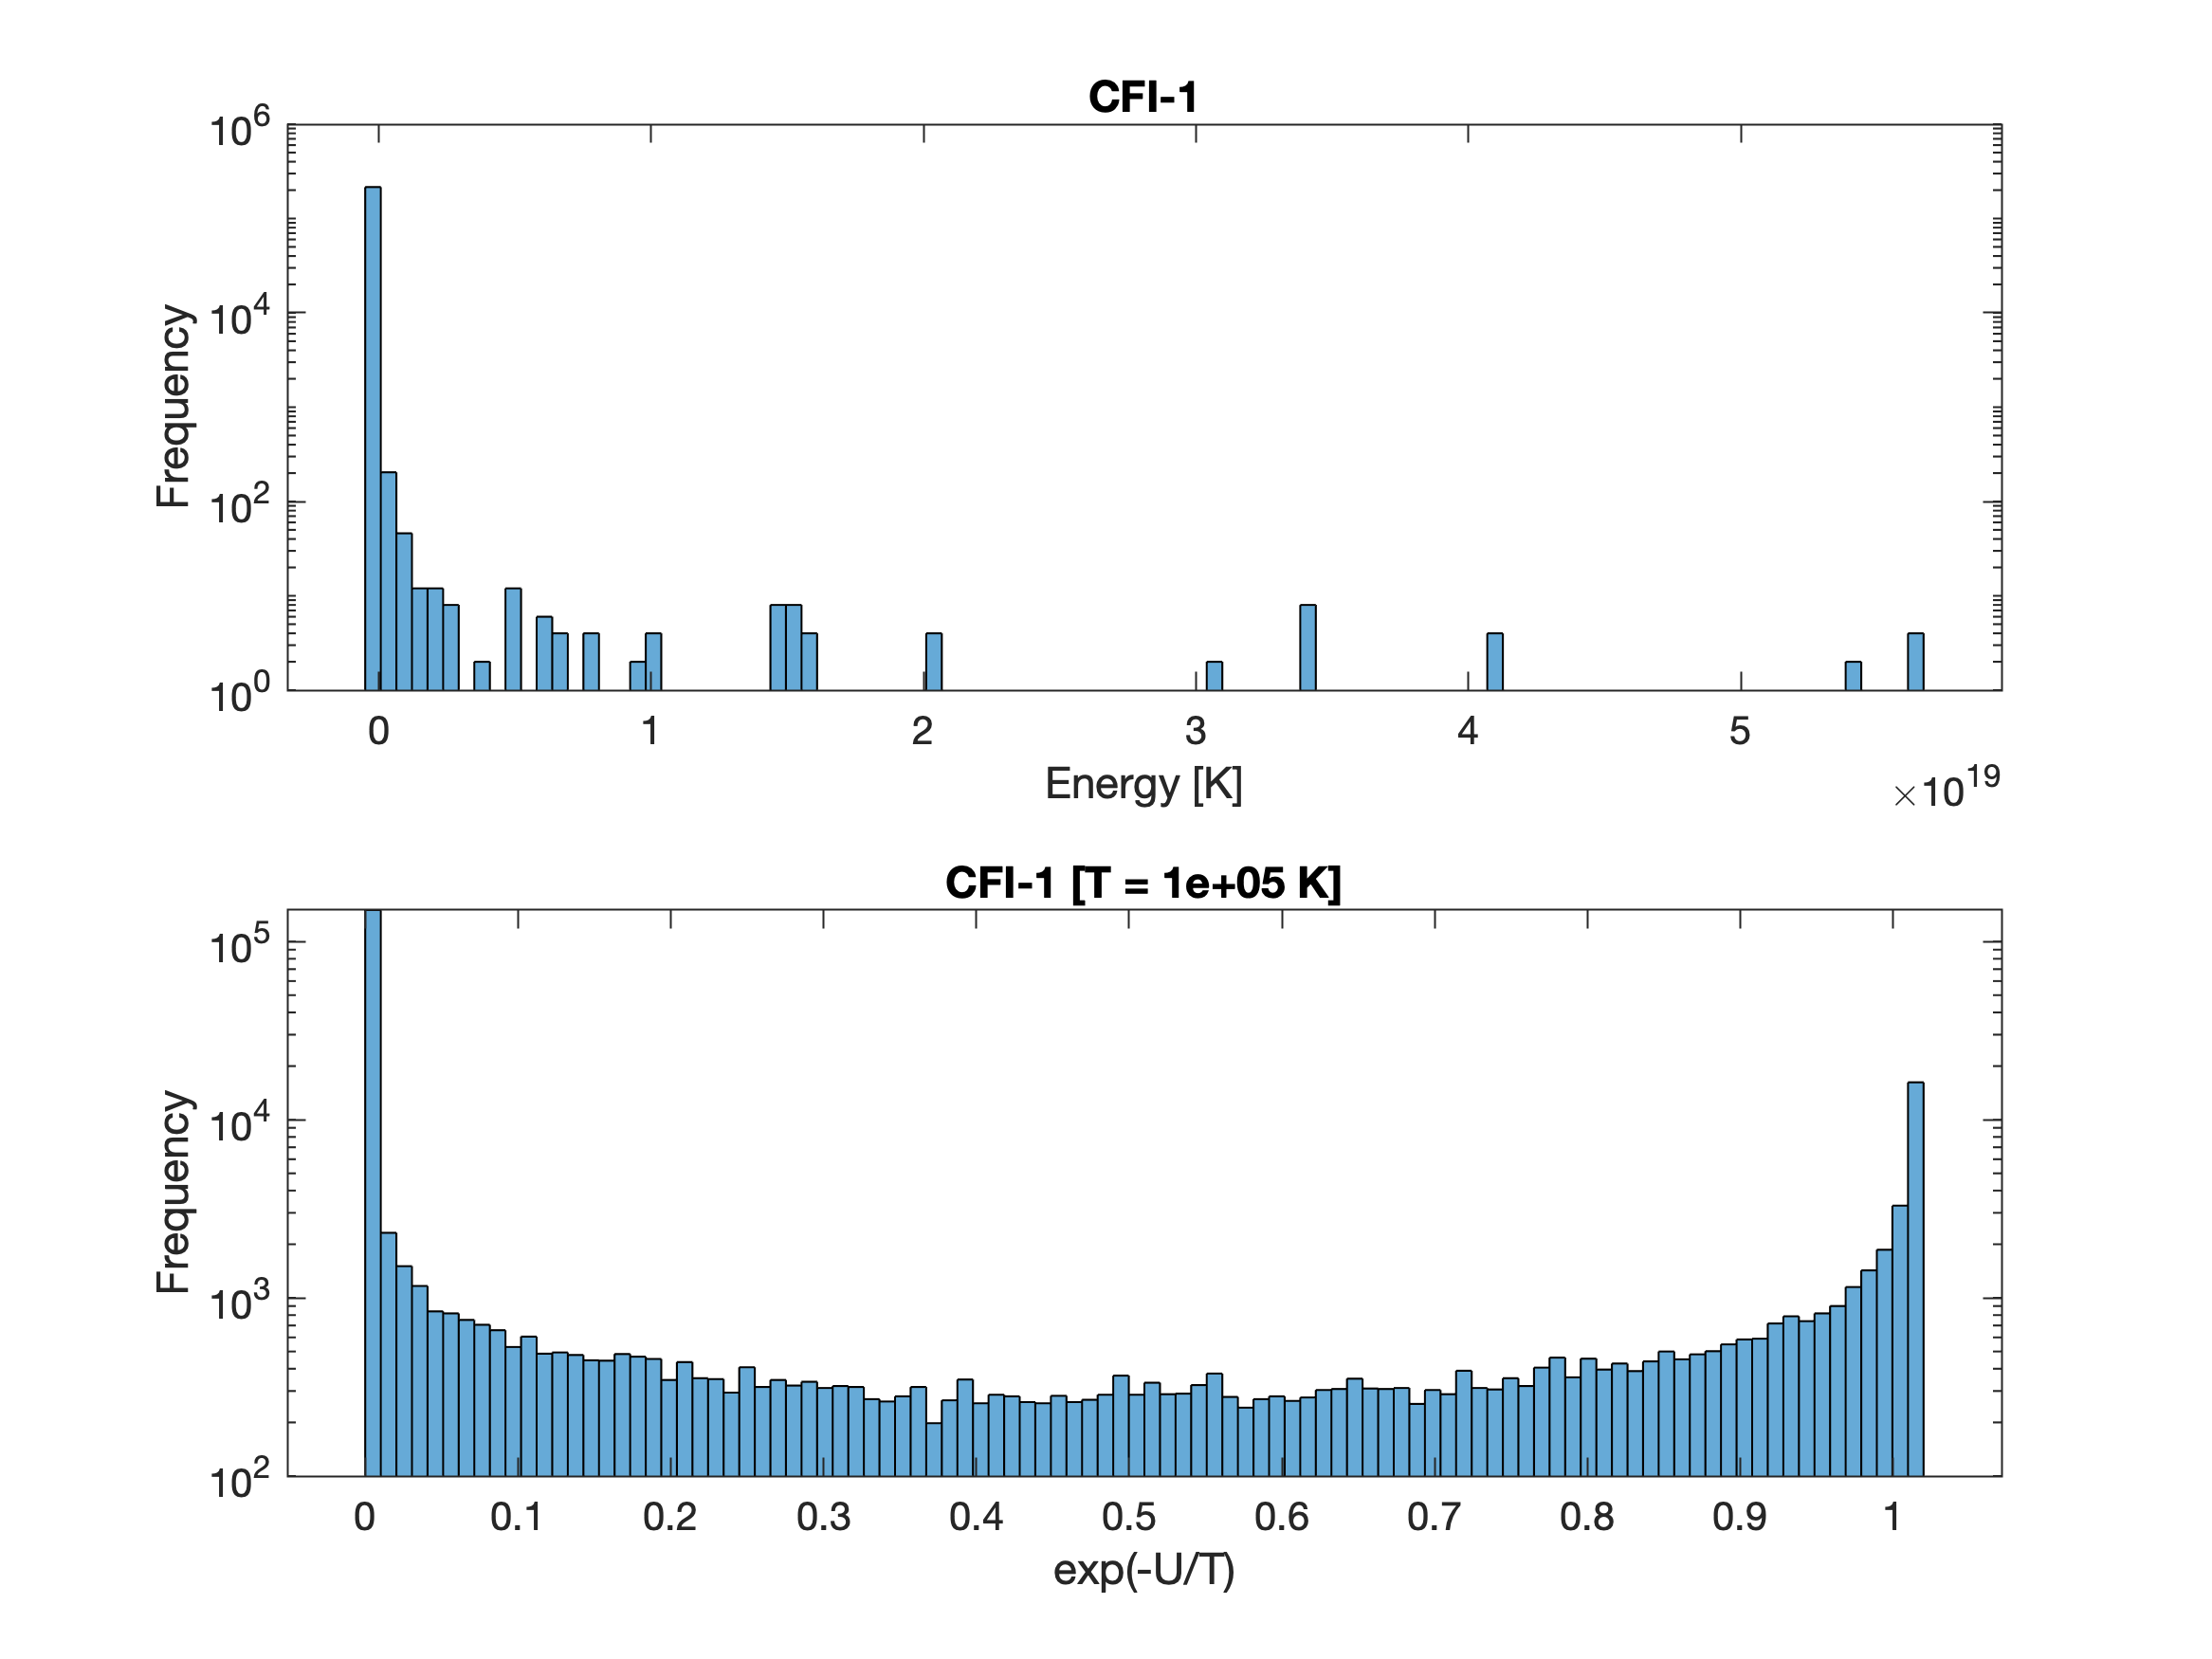 CFI-1
10^6
10^4
10^2
10^0
Frequency
0 1 2 3 4 5
Energy [K]
×10^19
CFI-1 [T = 1e+05 K]
10^5
10^4
10^3
10^2
Frequency
0 0.1 0.2 0.3 0.4 0.5 0.6 0.7 0.8 0.9 1
exp(-U/T)